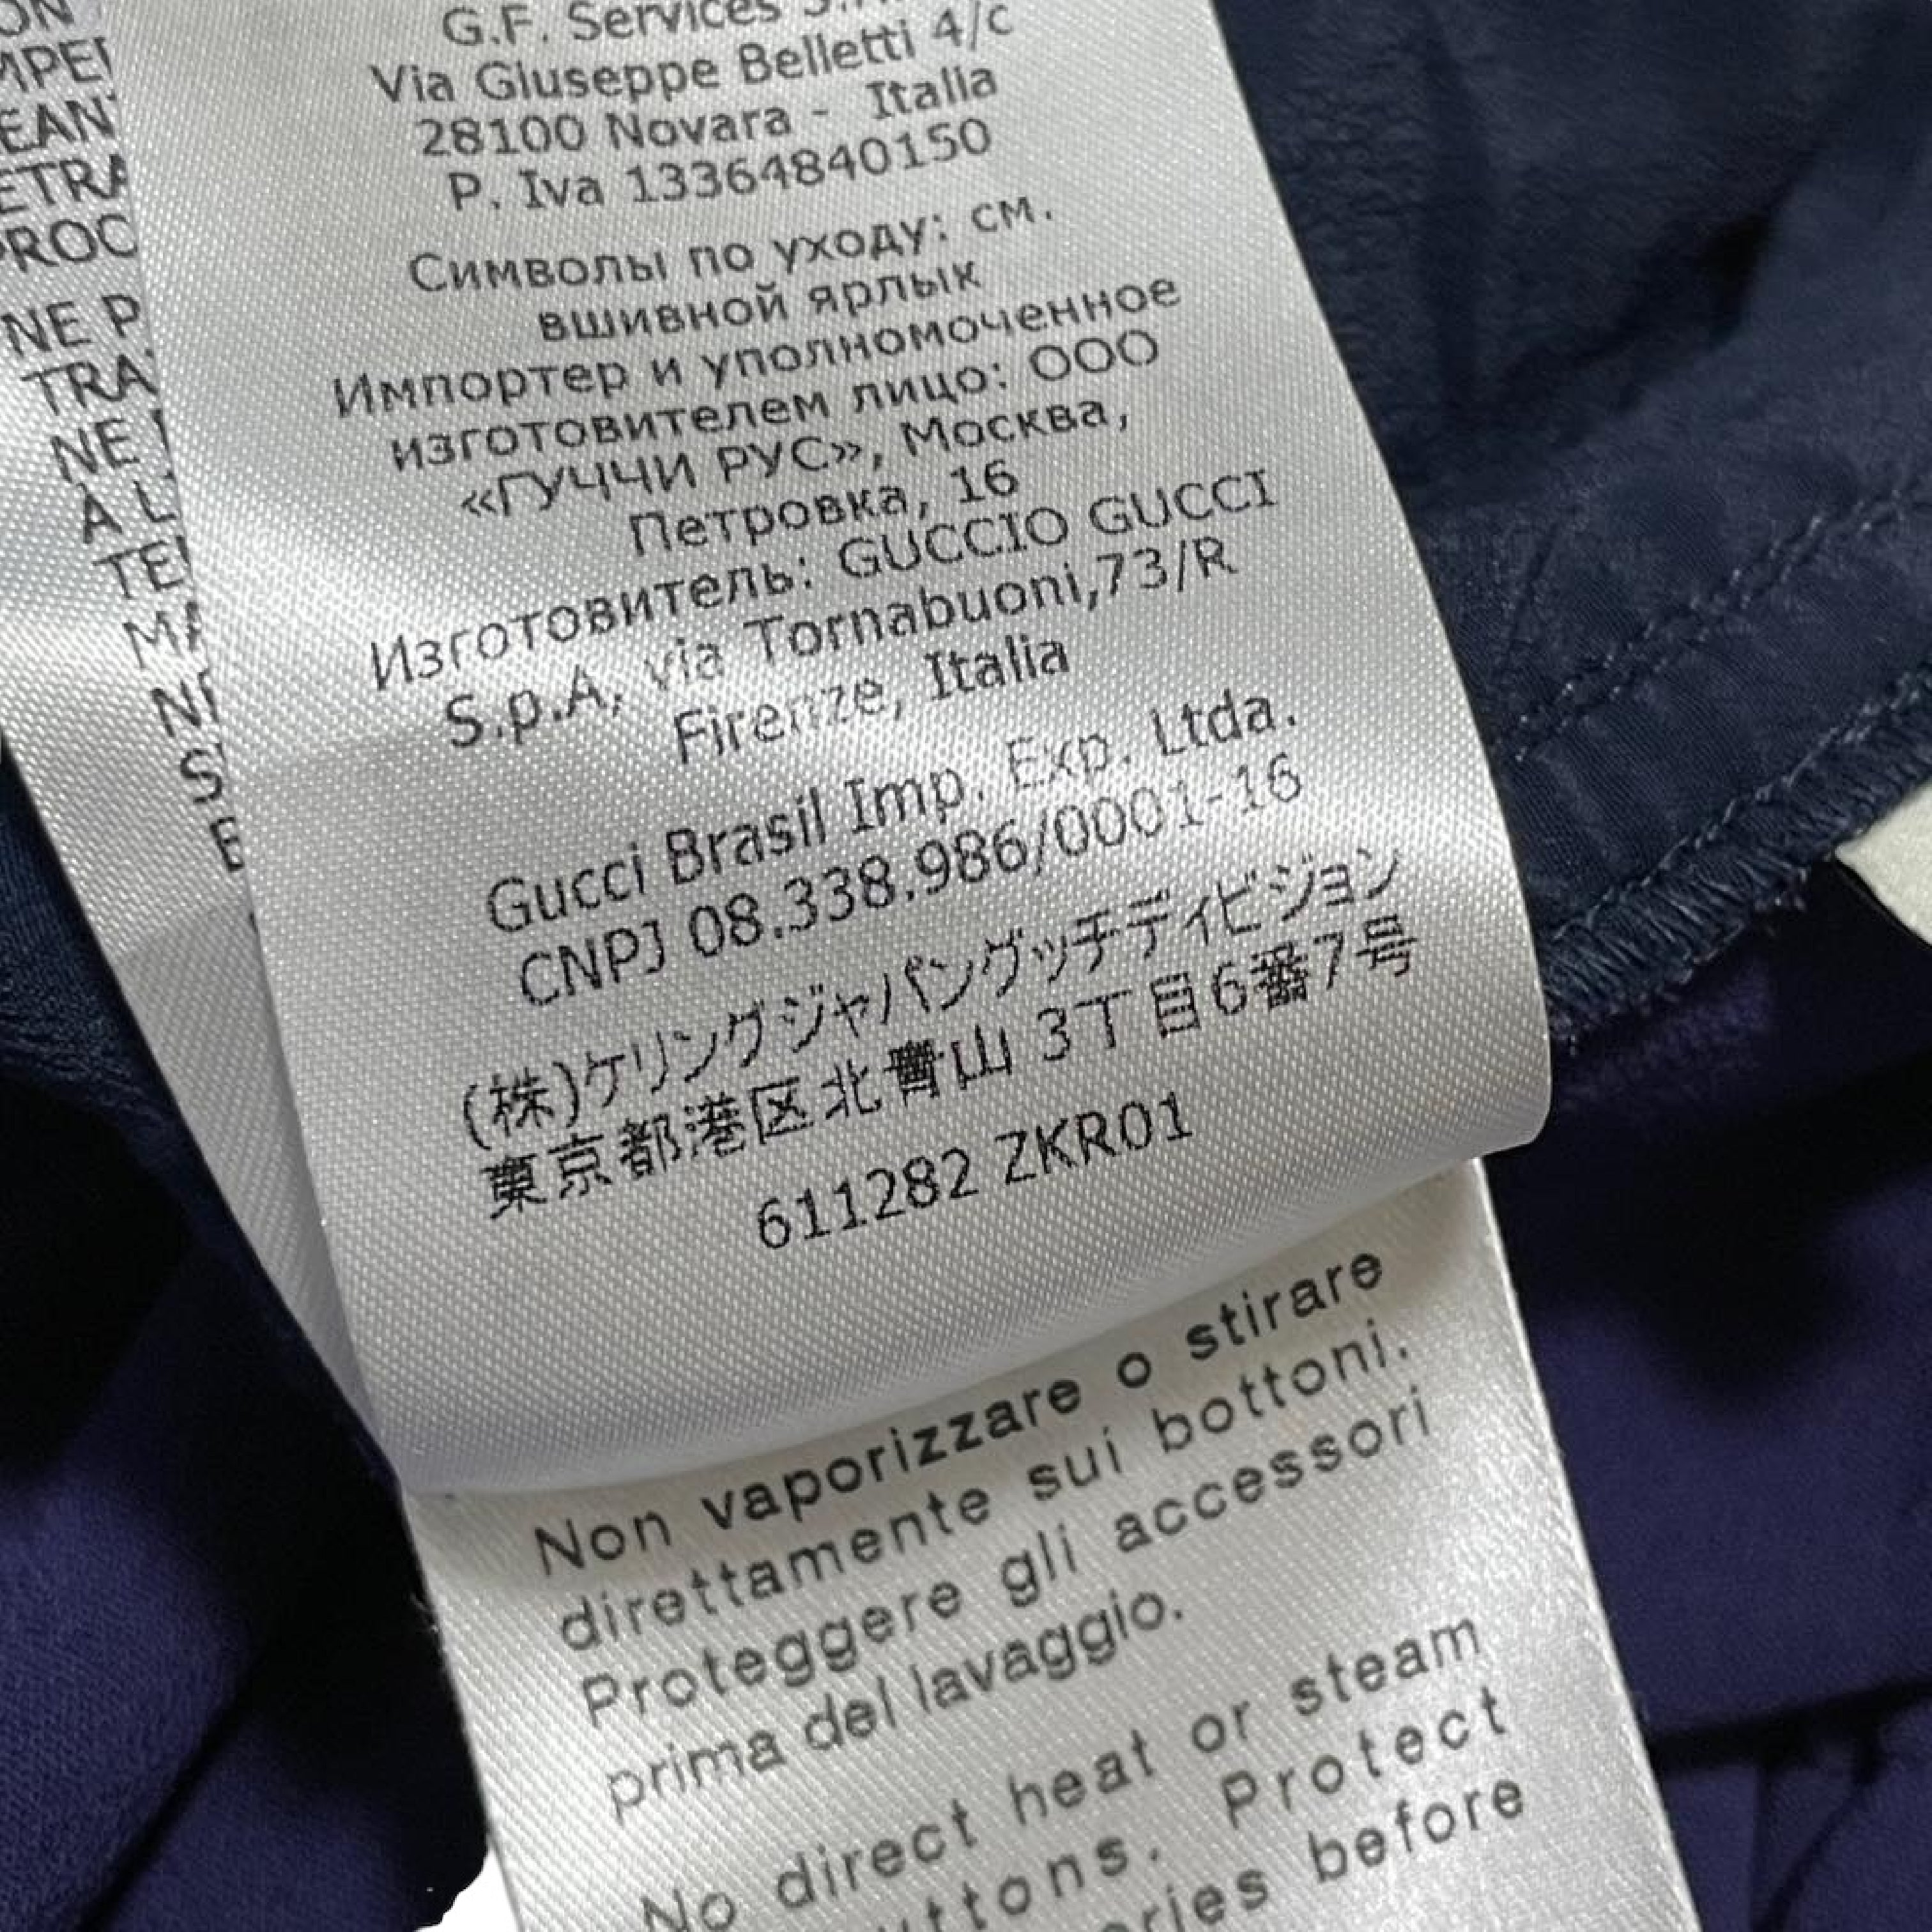 G.F. Services
Via Giuseppe Belletti 4/c
28100 Novara - Italia
P. Iva 13364840150
Символы по уходу: см.
вшивной ярлык
Импортер и уполномоченное
изготовителем лицо: ООО
«ГУЧЧИ РУС», Москва,
Петровка, 16
Изготовитель: GUCCIO GUCCI
S.p.A, via Tornabuoni,73/R
Firenze, Italia
Gucci Brasil Imp. Exp. Ltda.
CNPJ 08.338.986/0001-16
(株)ケリングジャパングッチディビジョン
東京都港区北青山 3丁目6番7号
611282 ZKR01
Non vaporizzare o stirare
direttamente sui bottoni.
Proteggere gli accessori
prima del lavaggio.
No direct heat or steam
Protect
before
NE P
NE